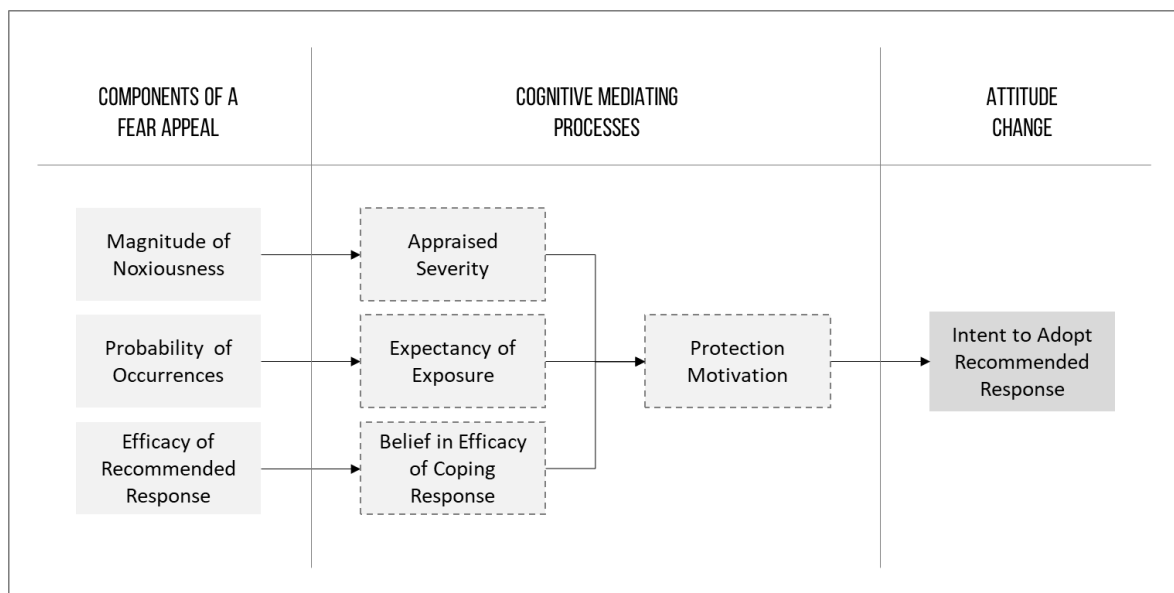 COMPONENTS OF A
FEAR APPEAL
COGNITIVE MEDIATING
PROCESSES
ATTITUDE
CHANGE
Magnitude of
Noxiousness
Appraised
Severity
Probability of
Occurrences
Expectancy of
Exposure
Protection
Motivation
Intent to Adopt
Recommended
Response
Efficacy of
Recommended
Response
Belief in Efficacy
of Coping
Response